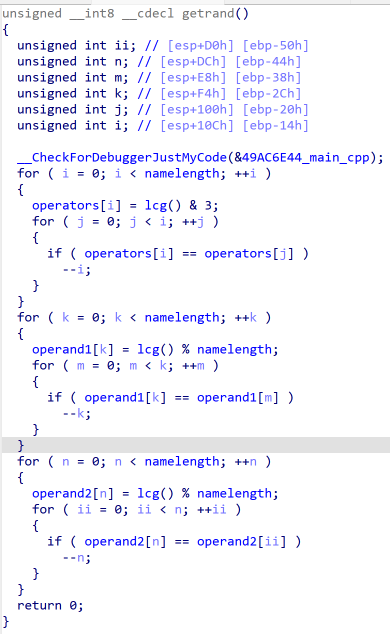 unsigned __int8 __cdecl getrand()
{
  unsigned int ii; // [esp+D0h] [ebp-50h]
  unsigned int n; // [esp+DCh] [ebp-44h]
  unsigned int m; // [esp+E8h] [ebp-38h]
  unsigned int k; // [esp+F4h] [ebp-2Ch]
  unsigned int j; // [esp+100h] [ebp-20h]
  unsigned int i; // [esp+10Ch] [ebp-14h]

  __CheckForDebuggerJustMyCode(&49AC6E44_main_cpp);
  for ( i = 0; i < namelength; ++i )
  {
    operators[i] = lcg() & 3;
    for ( j = 0; j < i; ++j )
    {
      if ( operators[i] == operators[j] )
        --i;
    }
  }
  for ( k = 0; k < namelength; ++k )
  {
    operand1[k] = lcg() % namelength;
    for ( m = 0; m < k; ++m )
    {
      if ( operand1[k] == operand1[m] )
        --k;
    }
  }
  for ( n = 0; n < namelength; ++n )
  {
    operand2[n] = lcg() % namelength;
    for ( ii = 0; ii < n; ++ii )
    {
      if ( operand2[n] == operand2[ii] )
        --n;
    }
  }
  return 0;
}